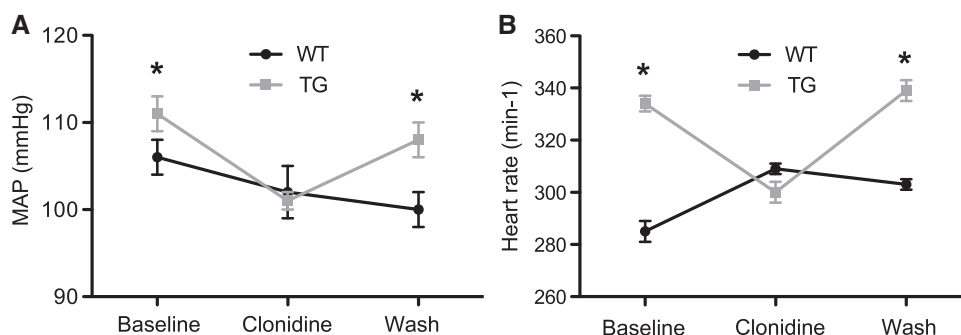 A
MAP (mmHg)
120
110
100
90
*
*
WT
TG
Baseline Clonidine Wash
B
Heart rate (min-1)
360
340
320
300
280
260
*
*
WT
TG
Baseline Clonidine Wash